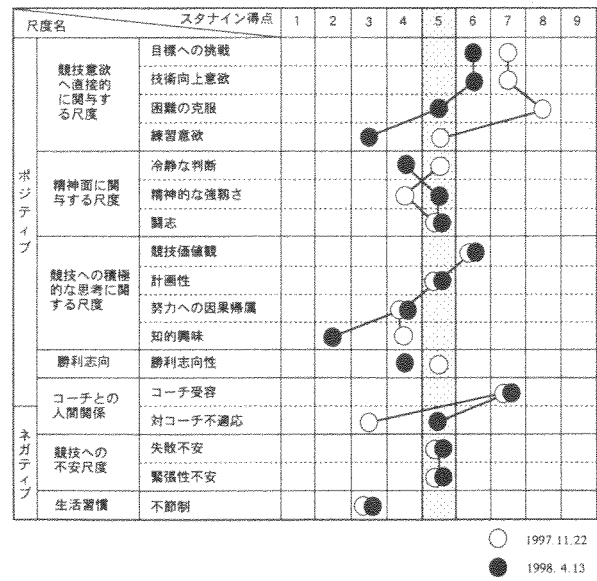 スタナイン得点
尺度名
1 2 3 4 5 6 7 8 9
ポジティブ
競技意欲
へ直接的
に関与す
る尺度
目標への挑戦
技術向上意欲
困難の克服
練習意欲
精神面に関
与する尺度
冷静な判断
精神的な強靱さ
闘志
競技への積極
的な思考に関
する尺度
競技価値観
計画性
努力への因果帰属
知的興味
勝利志向
勝利志向性
コーチとの
人間関係
コーチ受容
対コーチ不適応
ネガティブ
競技への
不安尺度
失敗不安
緊張性不安
生活習慣
不節制
1997.11.22
1998. 4.13